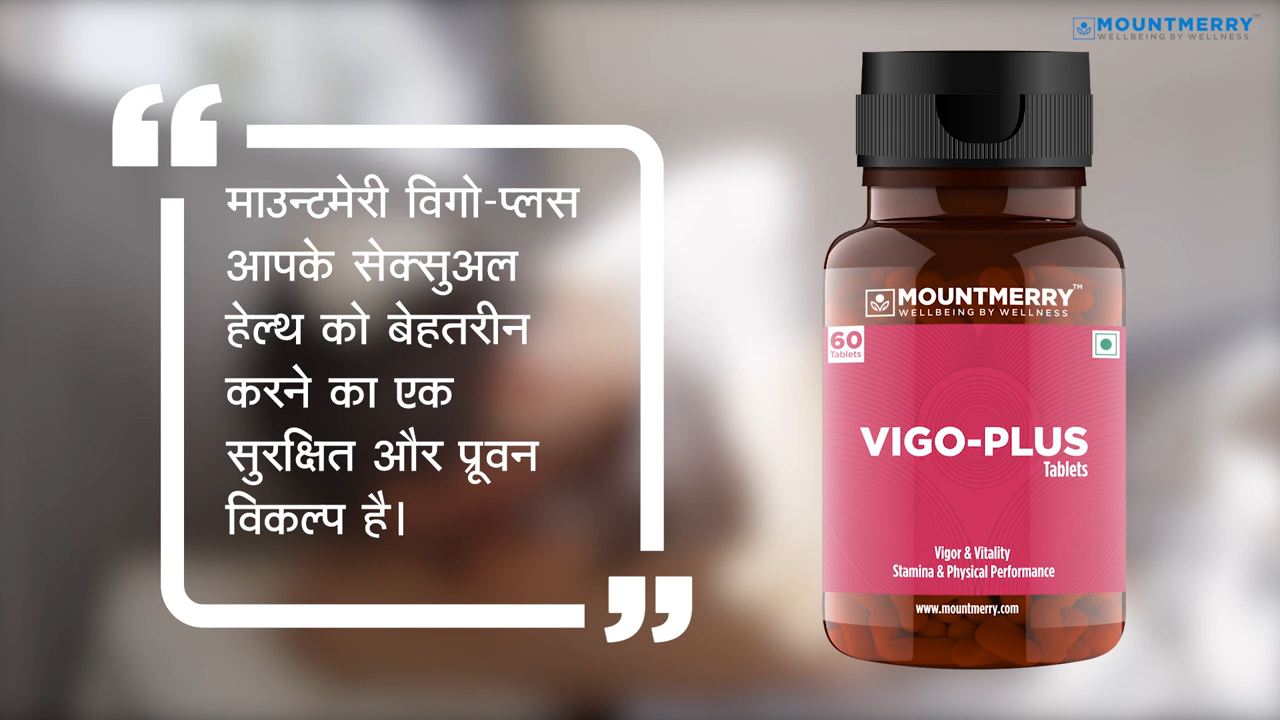 MOUNTMERRY™
WELLBEING BY WELLNESS
“
माउन्टमेरी विगो-प्लस
आपके सेक्सुअल
हेल्थ को बेहतरीन
करने का एक
सुरक्षित और प्रूवन
विकल्प है।
”
MOUNTMERRY™
WELLBEING BY WELLNESS
60
Tablets
VIGO-PLUS
Tablets
Vigor & Vitality
Stamina & Physical Performance
www.mountmerry.com